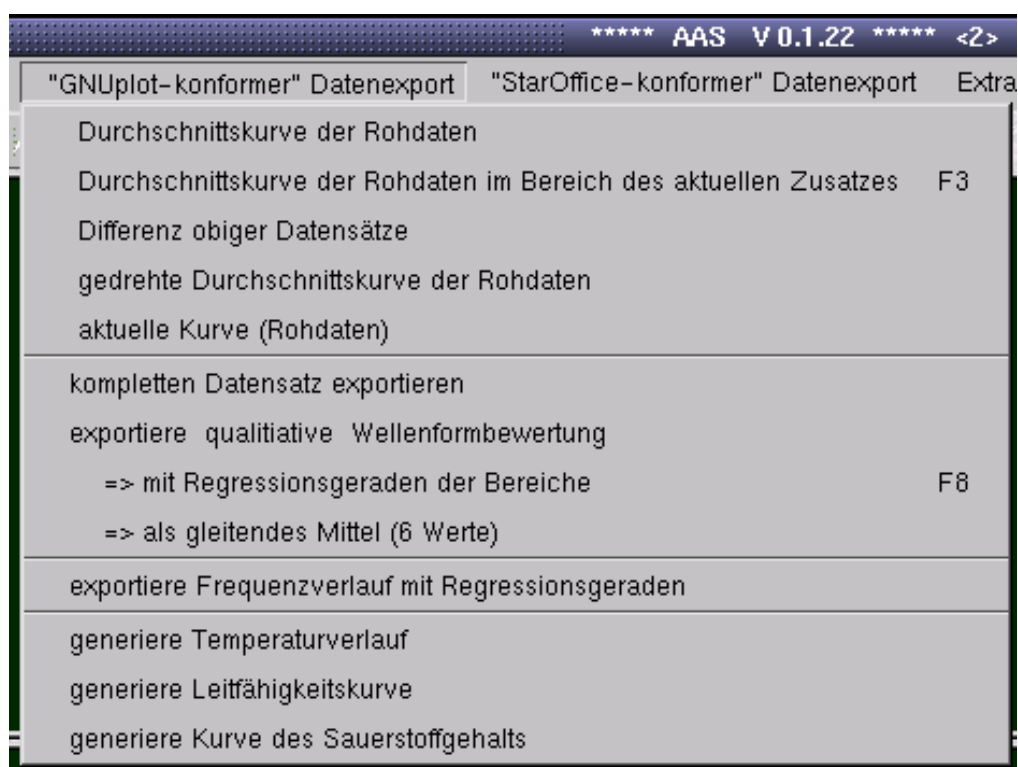 ***** AAS V 0.1.22 ***** <2>
"GNUplot-konformer" Datenexport "StarOffice-konformer" Datenexport Extra
Durchschnittskurve der Rohdaten
Durchschnittskurve der Rohdaten im Bereich des aktuellen Zusatzes F3
Differenz obiger Datensätze
gedrehte Durchschnittskurve der Rohdaten
aktuelle Kurve (Rohdaten)
kompletten Datensatz exportieren
exportiere qualitiative Wellenformbewertung
=> mit Regressionsgeraden der Bereiche F8
=> als gleitendes Mittel (6 Werte)
exportiere Frequenzverlauf mit Regressionsgeraden
generiere Temperaturverlauf
generiere Leitfähigkeitskurve
generiere Kurve des Sauerstoffgehalts